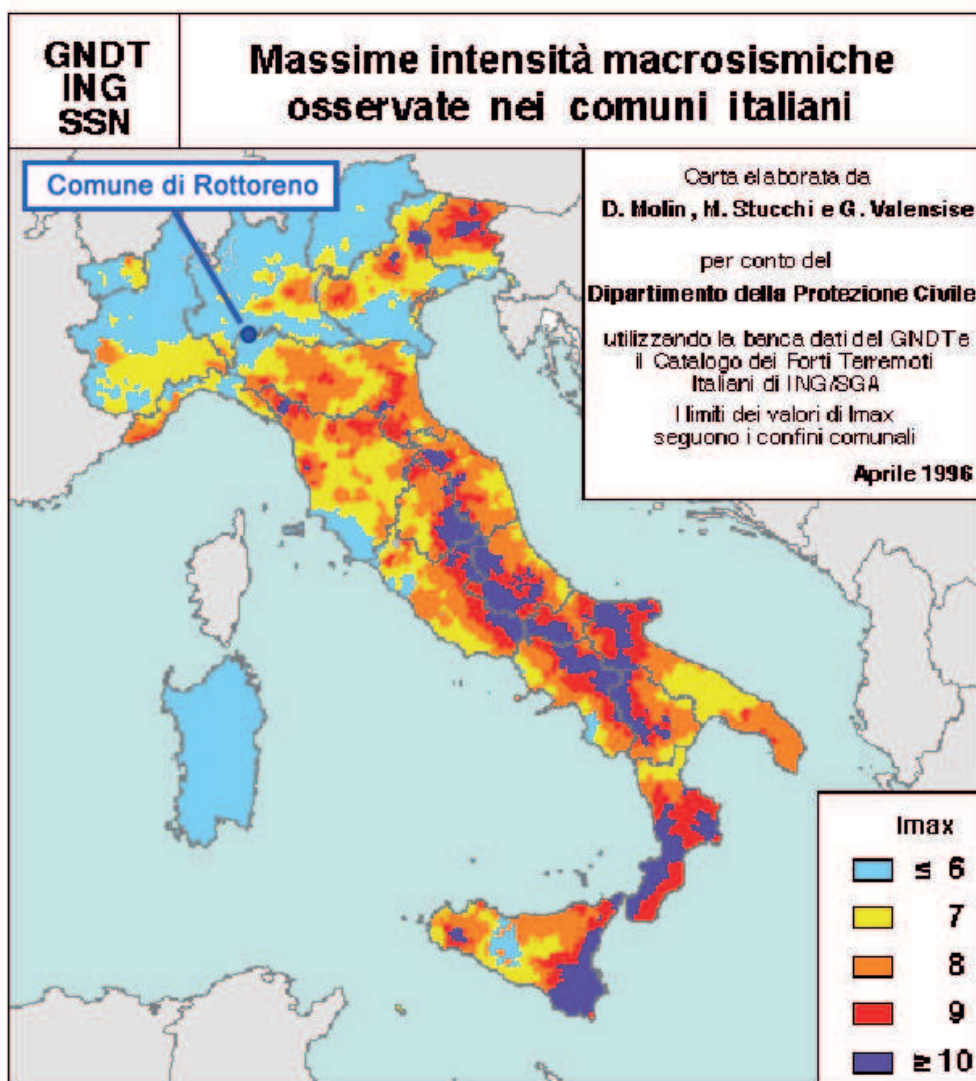 GNDT
ING
SSN
Massime intensità macrosismiche
osservate nei comuni italiani
Comune di Rottoreno
Carta elaborata da
D. Molin, M. Stucchi e G. Valensise
per conto del
Dipartimento della Protezione Civile
utilizzando la banca dati del GNDT e
il Catalogo dei Forti Terremoti
Italiani di ING/SGA
I limiti dei valori di Imax
seguono i confini comunali
Aprile 1996
Imax
≤ 6
7
8
9
≥ 10